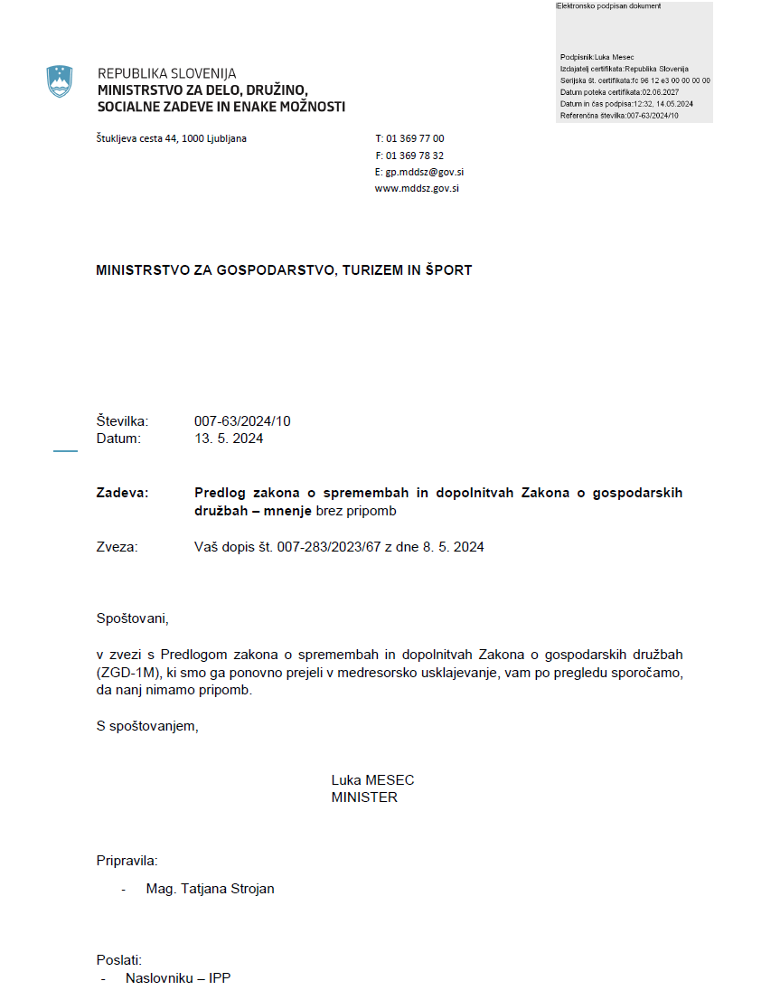 Elektronsko podpisan dokument
Podpisnik:Luka Mesec
Izdajatelj certifikata:Republika Slovenija
Serijska št. certifikata:fc 96 12 e3 00 00 00 00
Datum poteka certifikata:02.06.2027
Datum in čas podpisa:12:32, 14.05.2024
Referenčna številka:007-63/2024/10
REPUBLIKA SLOVENIJA
MINISTRSTVO ZA DELO, DRUŽINO,
SOCIALNE ZADEVE IN ENAKE MOŽNOSTI
Štukljeva cesta 44, 1000 Ljubljana
T: 01 369 77 00
F: 01 369 78 32
E: gp.mddsz@gov.si
www.mddsz.gov.si
MINISTRSTVO ZA GOSPODARSTVO, TURIZEM IN ŠPORT
Številka: 007-63/2024/10
Datum: 13. 5. 2024
Zadeva: Predlog zakona o spremembah in dopolnitvah Zakona o gospodarskih
družbah – mnenje brez pripomb
Zveza: Vaš dopis št. 007-283/2023/67 z dne 8. 5. 2024
Spoštovani,
v zvezi s Predlogom zakona o spremembah in dopolnitvah Zakona o gospodarskih družbah
(ZGD-1M), ki smo ga ponovno prejeli v medresorsko usklajevanje, vam po pregledu sporočamo,
da nanj nimamo pripomb.
S spoštovanjem,
Luka MESEC
MINISTER
Pripravila:
- Mag. Tatjana Strojan
Poslati:
- Naslovniku – IPP